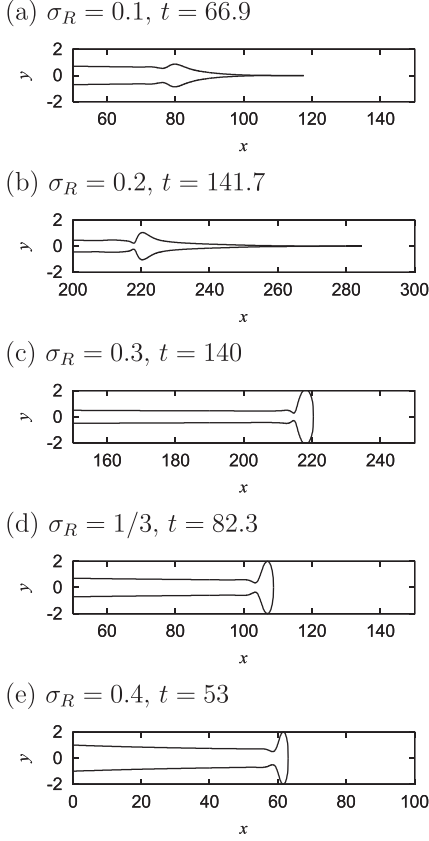 (a) σ_R = 0.1, t = 66.9
2
0
-2
y
60 80 100 120 140
x
(b) σ_R = 0.2, t = 141.7
2
0
-2
y
200 220 240 260 280 300
x
(c) σ_R = 0.3, t = 140
2
0
-2
y
160 180 200 220 240
x
(d) σ_R = 1/3, t = 82.3
2
0
-2
y
60 80 100 120 140
x
(e) σ_R = 0.4, t = 53
2
0
-2
y
0 20 40 60 80 100
x